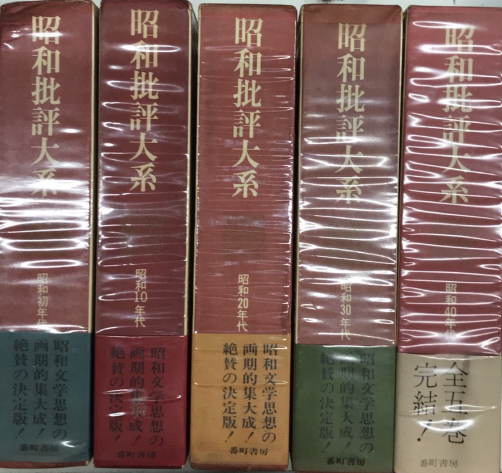 昭和批評大系
昭和初年代
昭和文学思想の
画期的集大成!
絶賛の決定版!
番町書房
昭和批評大系
昭和10年代
昭和文学思想の
画期的集大成!
絶賛の決定版!
番町書房
昭和批評大系
昭和20年代
昭和文学思想の
画期的集大成!
絶賛の決定版!
番町書房
昭和批評大系
昭和30年代
昭和文学思想の
画期的集大成!
絶賛の決定版!
番町書房
昭和批評大系
昭和40年代
全五巻
完結!
番町書房